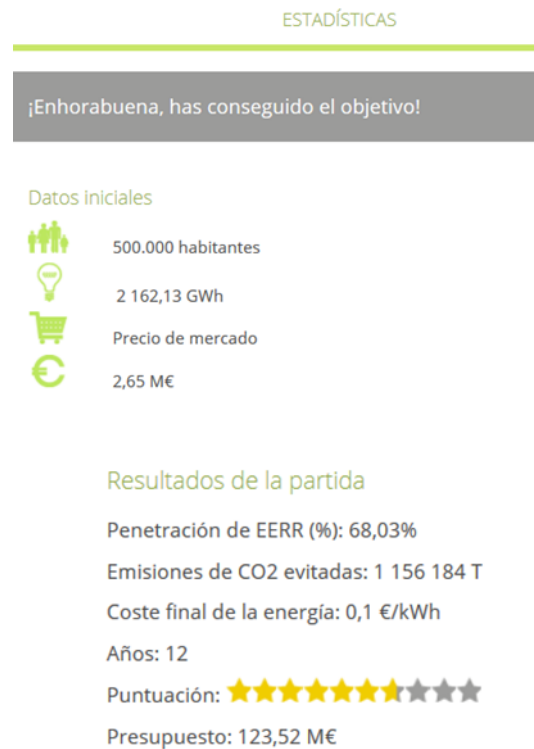 ESTADÍSTICAS
¡Enhorabuena, has conseguido el objetivo!
Datos iniciales
500.000 habitantes
2 162,13 GWh
Precio de mercado
2,65 M€
Resultados de la partida
Penetración de EERR (%): 68,03%
Emisiones de CO2 evitadas: 1 156 184 T
Coste final de la energía: 0,1 €/kWh
Años: 12
Puntuación:
Presupuesto: 123,52 M€